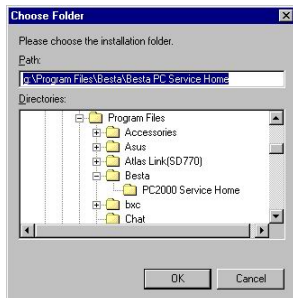 Choose Folder
Please choose the installation folder.
Path:
g:\Program Files\Besta\Besta PC Service Home
Directories:
Program Files
Accessories
Asus
Atlas Link(SD770)
Besta
PC2000 Service Home
bxc
Chat
OK
Cancel